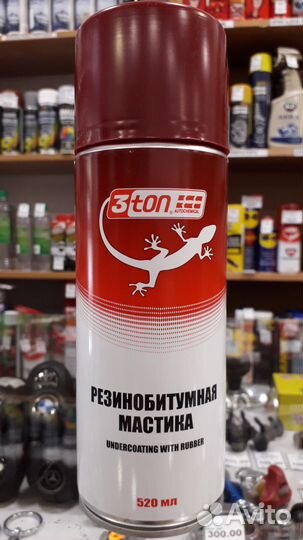 3ton
AUTOCHEMICAL
РЕЗИНОБИТУМНАЯ
МАСТИКА
UNDERCOATING WITH RUBBER
520 МЛ
300.00
Avito